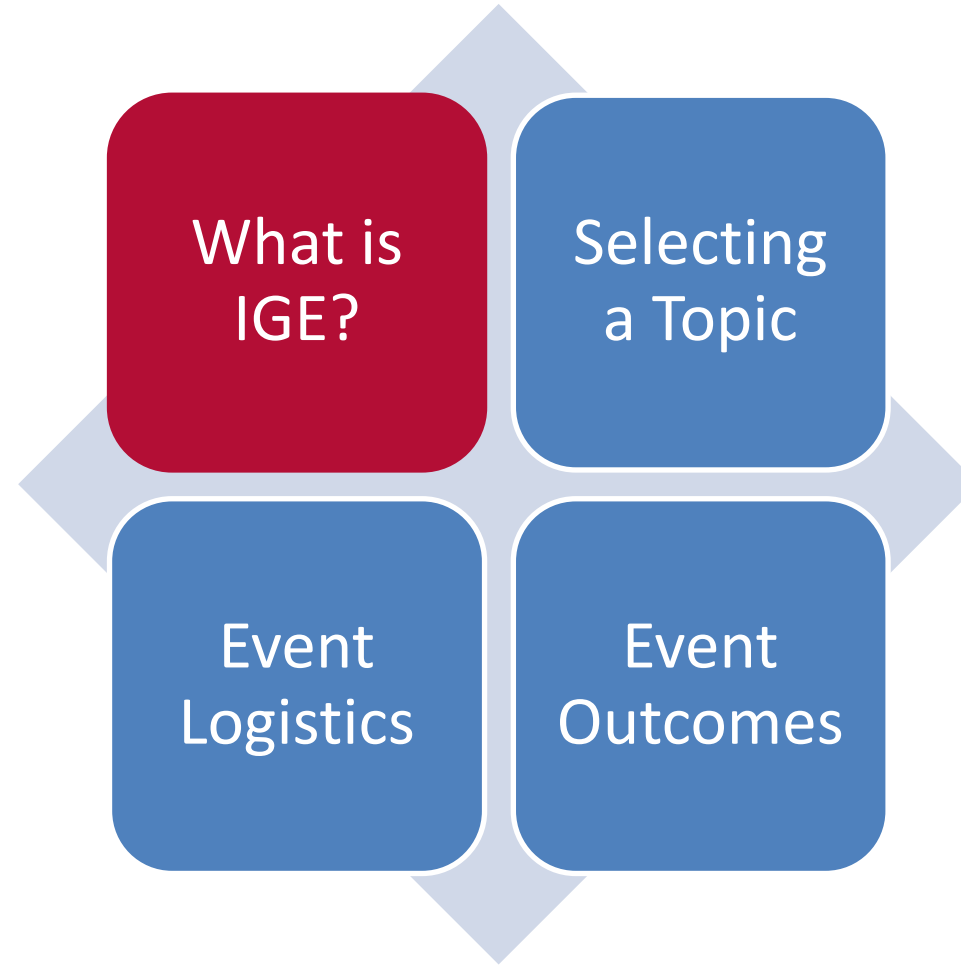 What is
IGE?
Selecting
a Topic
Event
Logistics
Event
Outcomes